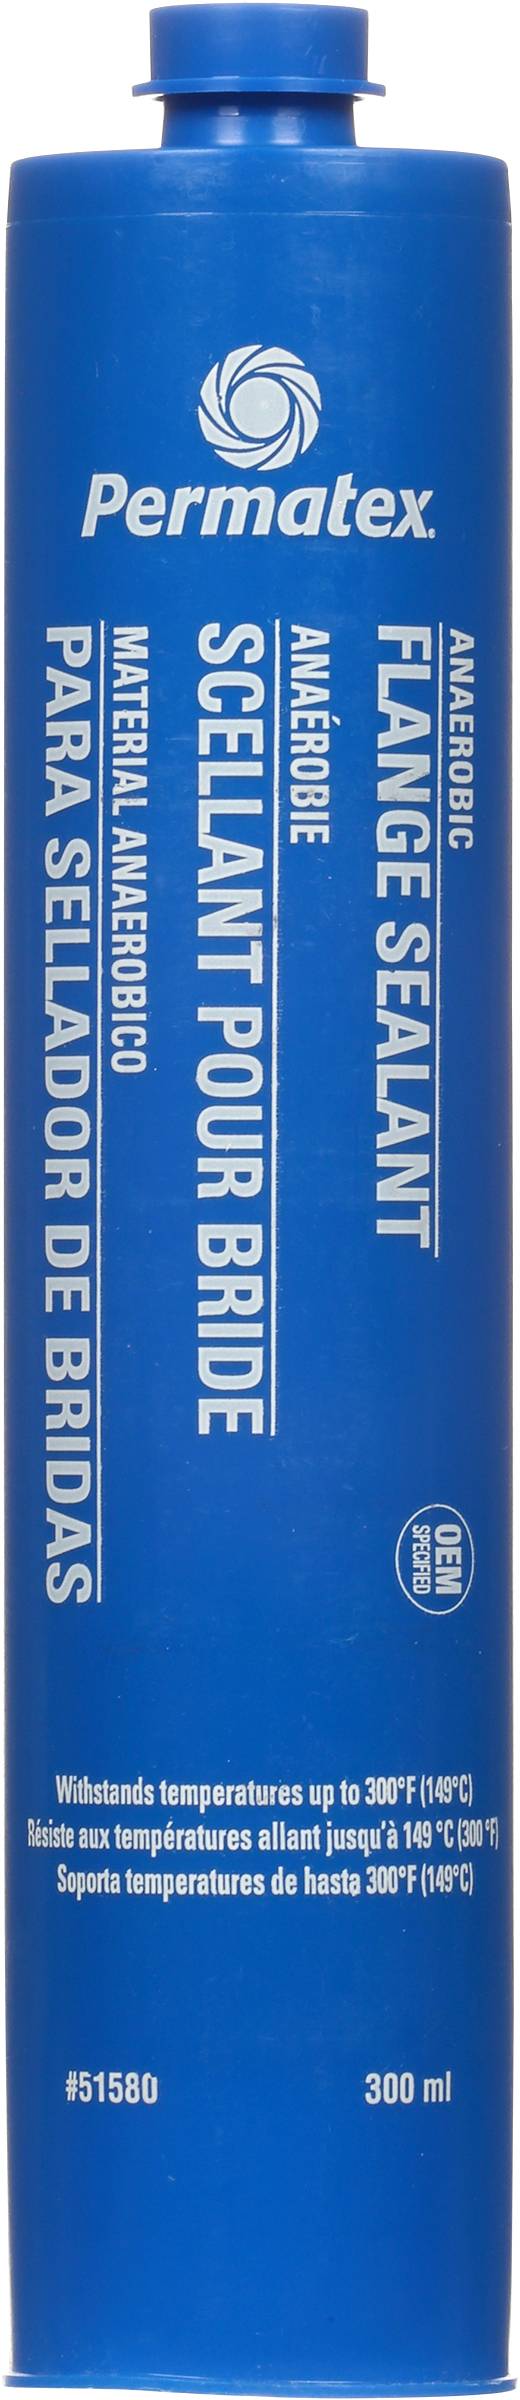 Permatex.
ANAEROBIC
FLANGE SEALANT
ANAÉROBIE
SCELLANT POUR BRIDE
MATERIAL ANAEROBICO
PARA SELLADOR DE BRIDAS
OEM
SPECIFIED
Withstands temperatures up to 300°F (149°C)
Résiste aux températures allant jusqu'à 149 °C (300 °F)
Soporta temperatures de hasta 300°F (149°C)
#51580
300 ml